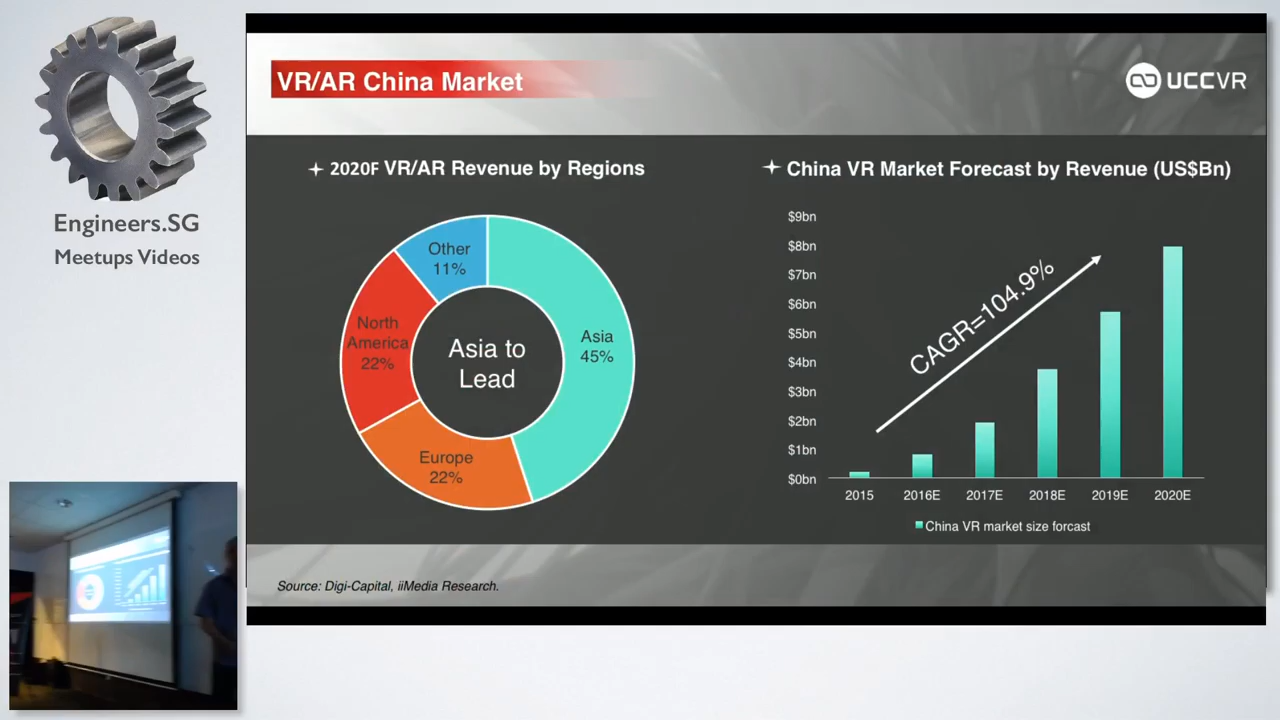 Engineers.SG
Meetups Videos
VR/AR China Market
UCCVR
2020F VR/AR Revenue by Regions
Other
11%
North
America
22%
Asia
45%
Asia to
Lead
Europe
22%
China VR Market Forecast by Revenue (US$Bn)
$9bn
$8bn
$7bn
$6bn
$5bn
$4bn
$3bn
$2bn
$1bn
$0bn
CAGR=104.9%
2015 2016E 2017E 2018E 2019E 2020E
China VR market size forcast
Source: Digi-Capital, iiMedia Research.